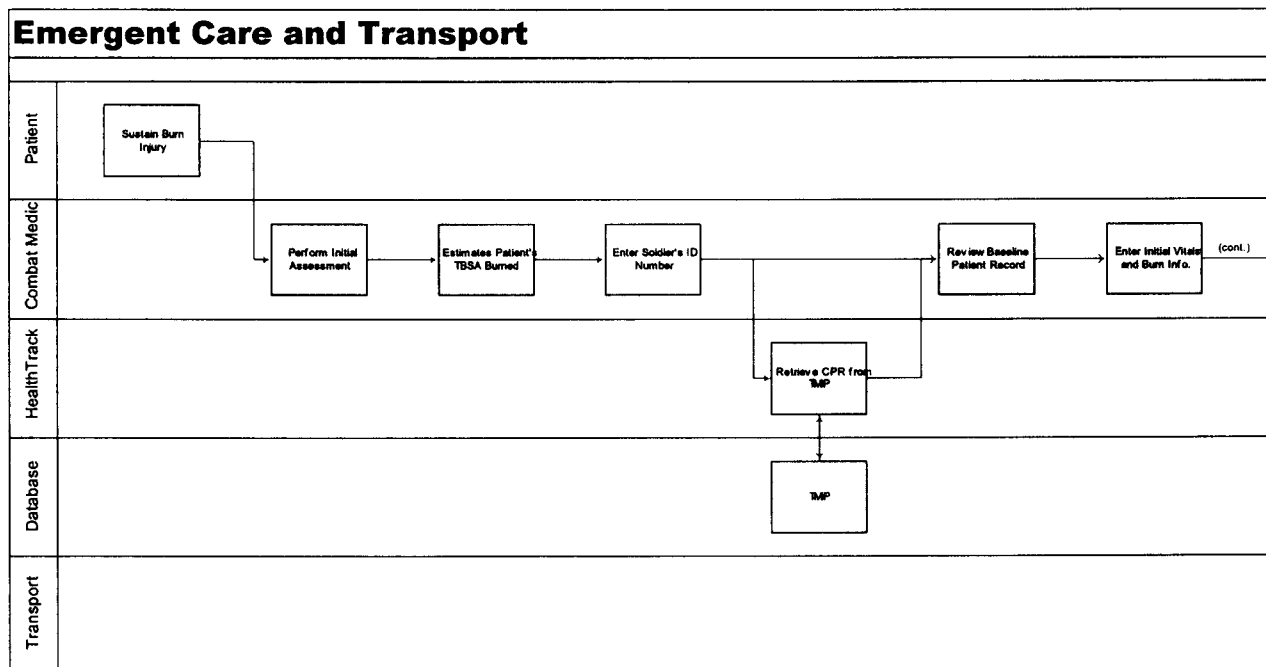 Emergent Care and Transport
Patient
Sustain Burn
Injury
Combat Medic
Perform Initial
Assessment
Estimates Patient's
TBSA Burned
Enter Soldier's ID
Number
Review Baseline
Patient Record
Enter Initial Vitals
and Burn Info.
(cont.)
HealthTrack
Retrieve CPR from
TMIP
Database
TMIP
Transport